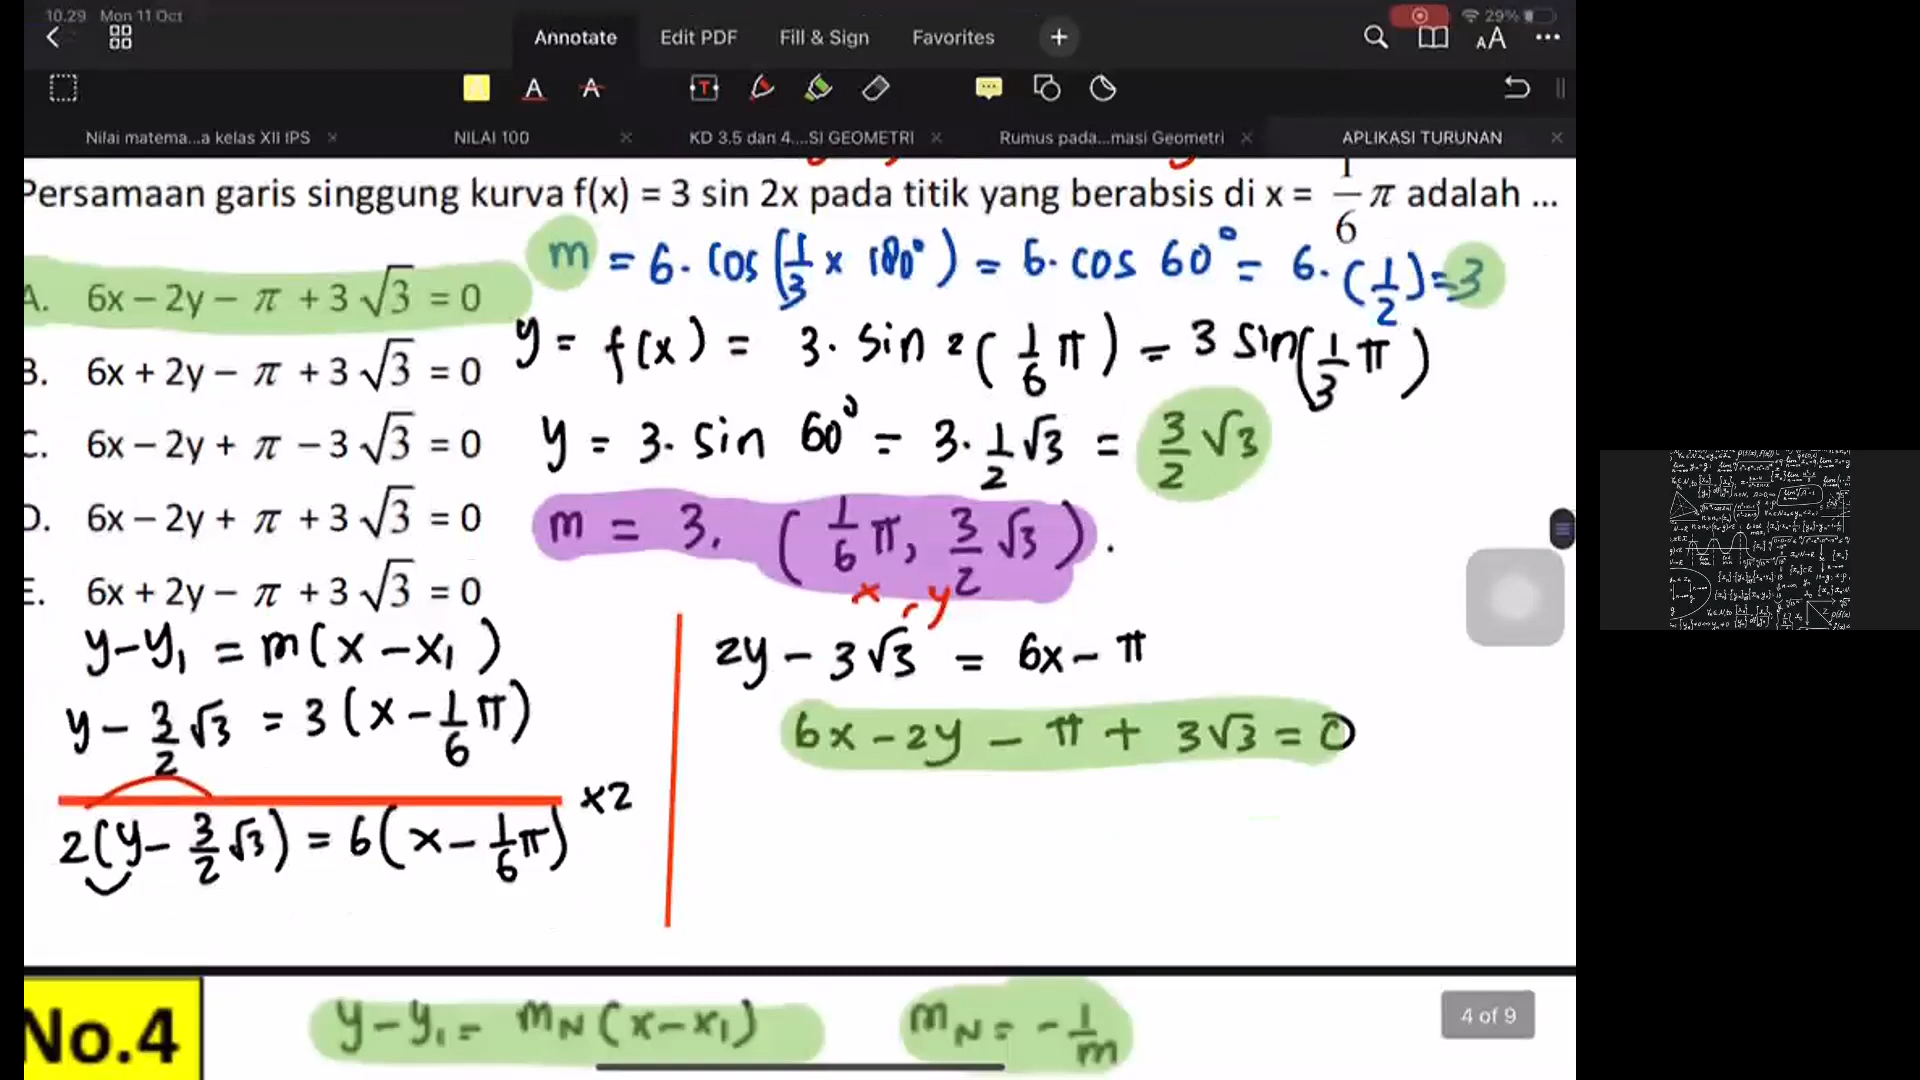 10.29 Mon 11 Oct
29%
Annotate Edit PDF Fill & Sign Favorites +
AA
A A T
Nilai matema...a kelas XII IPS × NILAI 100 × KD 3.5 dan 4....SI GEOMETRI × Rumus pada...masi Geometri × APLIKASI TURUNAN ×
Persamaan garis singgung kurva f(x) = 3 sin 2x pada titik yang berabsis di x = 1/6 π adalah ...
m = 6. cos (1/3 x 180°) = 6. cos 60° = 6. (1/2) = 3
A. 6x − 2y − π + 3√3 = 0
y = f(x) = 3. sin 2 (1/6 π) = 3 sin (1/3 π)
B. 6x + 2y − π + 3√3 = 0
C. 6x − 2y + π − 3√3 = 0
y = 3. sin 60° = 3. 1/2 √3 = 3/2 √3
D. 6x − 2y + π + 3√3 = 0
m = 3, (1/6 π, 3/2 √3).
x , y
E. 6x + 2y − π + 3√3 = 0
y − y₁ = m(x − x₁)
y − 3/2 √3 = 3 (x − 1/6 π)
x2
2(y − 3/2 √3) = 6(x − 1/6 π)
2y − 3√3 = 6x − π
6x − 2y − π + 3√3 = 0
No.4
y − y₁ = mN (x − x₁) mN = − 1/m
4 of 9